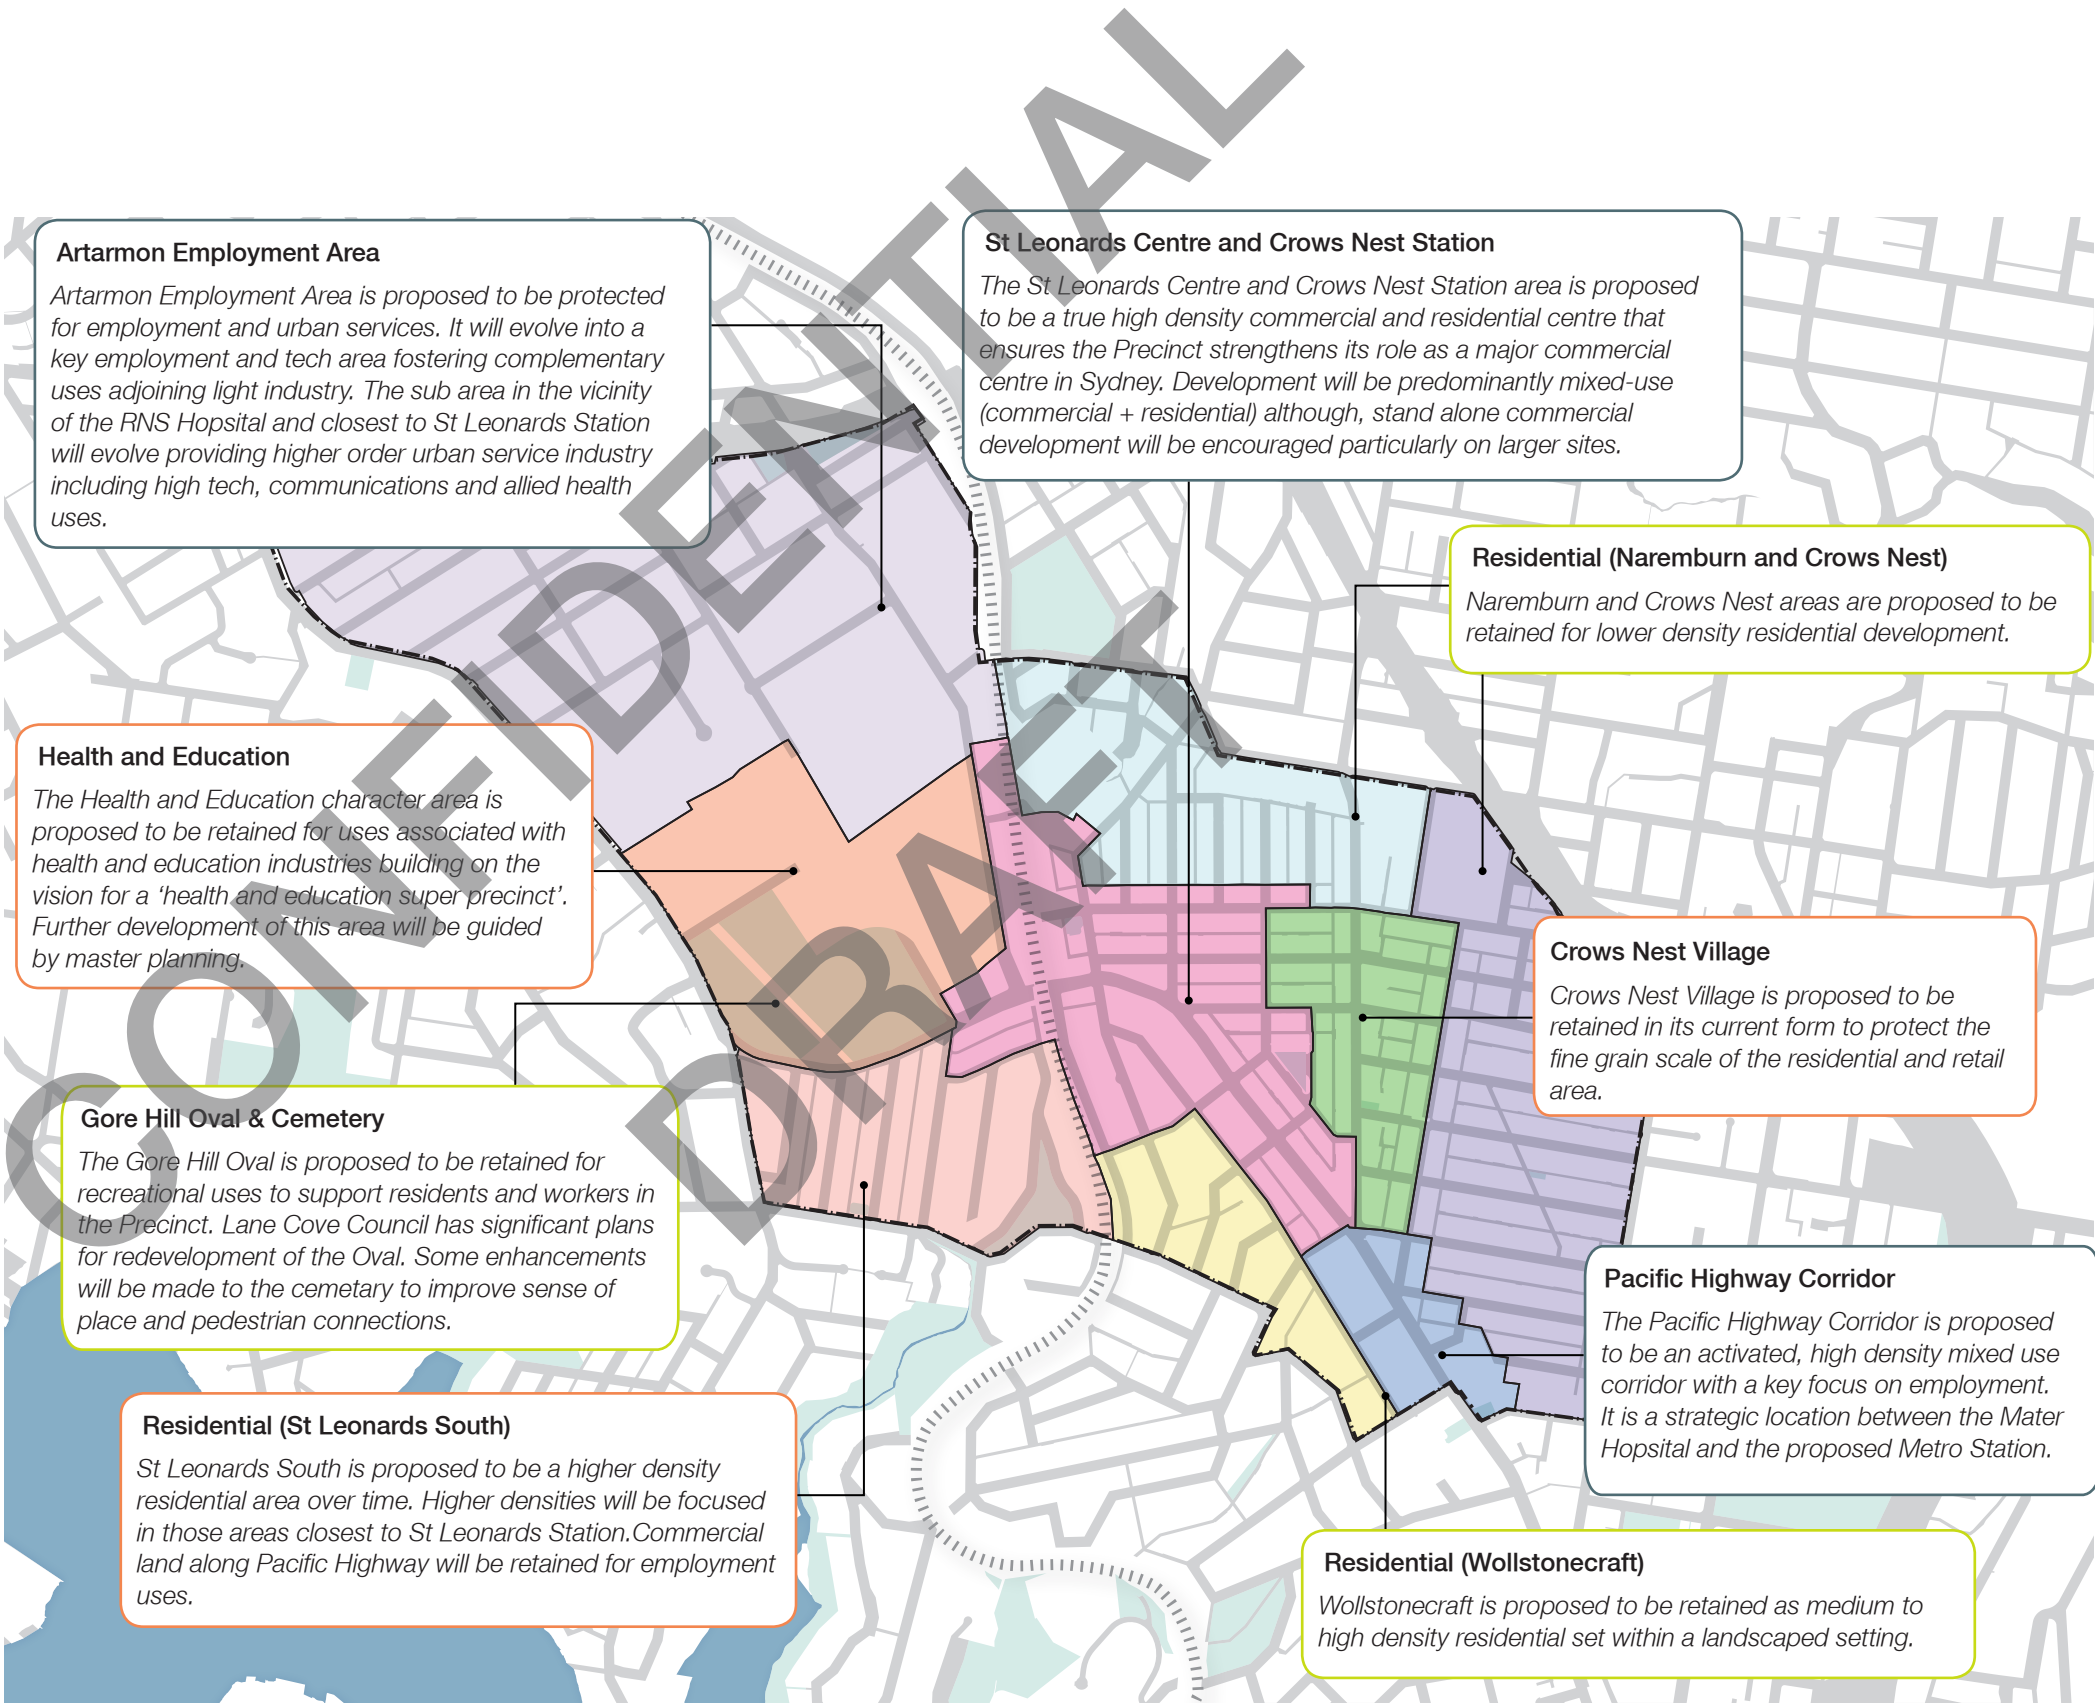 CONFIDENTIAL
DRAFT
Artarmon Employment Area
Artarmon Employment Area is proposed to be protected
for employment and urban services. It will evolve into a
key employment and tech area fostering complementary
uses adjoining light industry. The sub area in the vicinity
of the RNS Hopsital and closest to St Leonards Station
will evolve providing higher order urban service industry
including high tech, communications and allied health
uses.
St Leonards Centre and Crows Nest Station
The St Leonards Centre and Crows Nest Station area is proposed
to be a true high density commercial and residential centre that
ensures the Precinct strengthens its role as a major commercial
centre in Sydney. Development will be predominantly mixed-use
(commercial + residential) although, stand alone commercial
development will be encouraged particularly on larger sites.
Residential (Naremburn and Crows Nest)
Naremburn and Crows Nest areas are proposed to be
retained for lower density residential development.
Health and Education
The Health and Education character area is
proposed to be retained for uses associated with
health and education industries building on the
vision for a ‘health and education super precinct’.
Further development of this area will be guided
by master planning.
Crows Nest Village
Crows Nest Village is proposed to be
retained in its current form to protect the
fine grain scale of the residential and retail
area.
Gore Hill Oval & Cemetery
The Gore Hill Oval is proposed to be retained for
recreational uses to support residents and workers in
the Precinct. Lane Cove Council has significant plans
for redevelopment of the Oval. Some enhancements
will be made to the cemetary to improve sense of
place and pedestrian connections.
Pacific Highway Corridor
The Pacific Highway Corridor is proposed
to be an activated, high density mixed use
corridor with a key focus on employment.
It is a strategic location between the Mater
Hopsital and the proposed Metro Station.
Residential (St Leonards South)
St Leonards South is proposed to be a higher density
residential area over time. Higher densities will be focused
in those areas closest to St Leonards Station.Commercial
land along Pacific Highway will be retained for employment
uses.
Residential (Wollstonecraft)
Wollstonecraft is proposed to be retained as medium to
high density residential set within a landscaped setting.